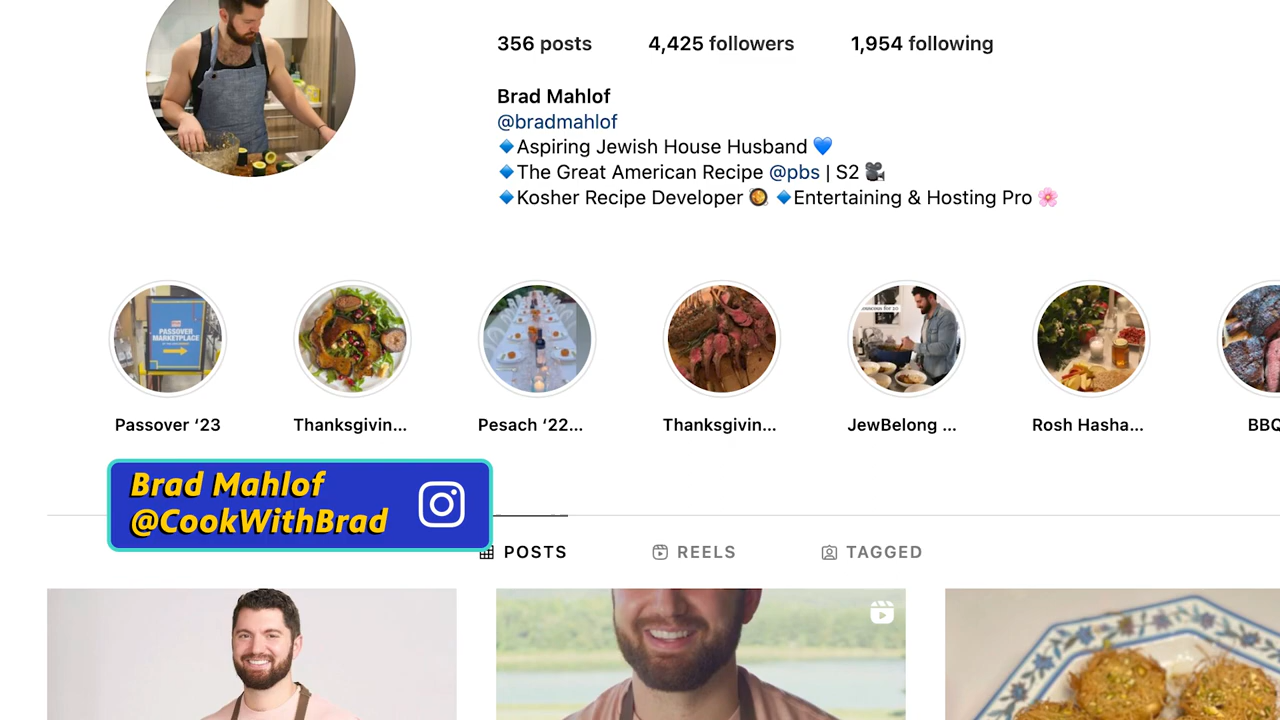 356 posts 4,425 followers 1,954 following
Brad Mahlof
@bradmahlof
🔹Aspiring Jewish House Husband 💙
🔹The Great American Recipe @pbs | S2 🎥
🔹Kosher Recipe Developer 🥘 🔹Entertaining & Hosting Pro 🌸
PASSOVER
MARKETPLACE
Passover ‘23 Thanksgivin... Pesach ‘22... Thanksgivin... JewBelong ... Rosh Hasha... BBQ
Brad Mahlof
@CookWithBrad
POSTS REELS TAGGED